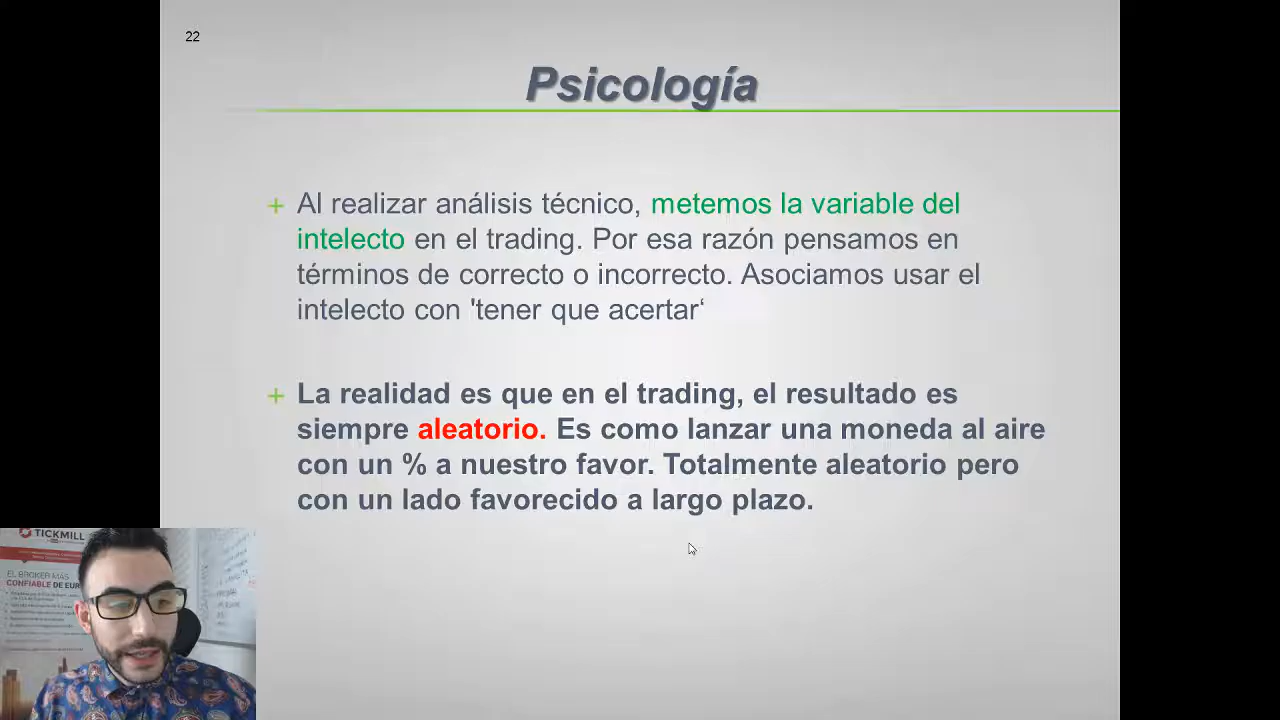 22
Psicología
+ Al realizar análisis técnico, metemos la variable del
intelecto en el trading. Por esa razón pensamos en
términos de correcto o incorrecto. Asociamos usar el
intelecto con 'tener que acertar‘
+ La realidad es que en el trading, el resultado es
siempre aleatorio. Es como lanzar una moneda al aire
con un % a nuestro favor. Totalmente aleatorio pero
con un lado favorecido a largo plazo.
TICKMILL
EL BROKER MÁS
CONFIABLE DE EUR